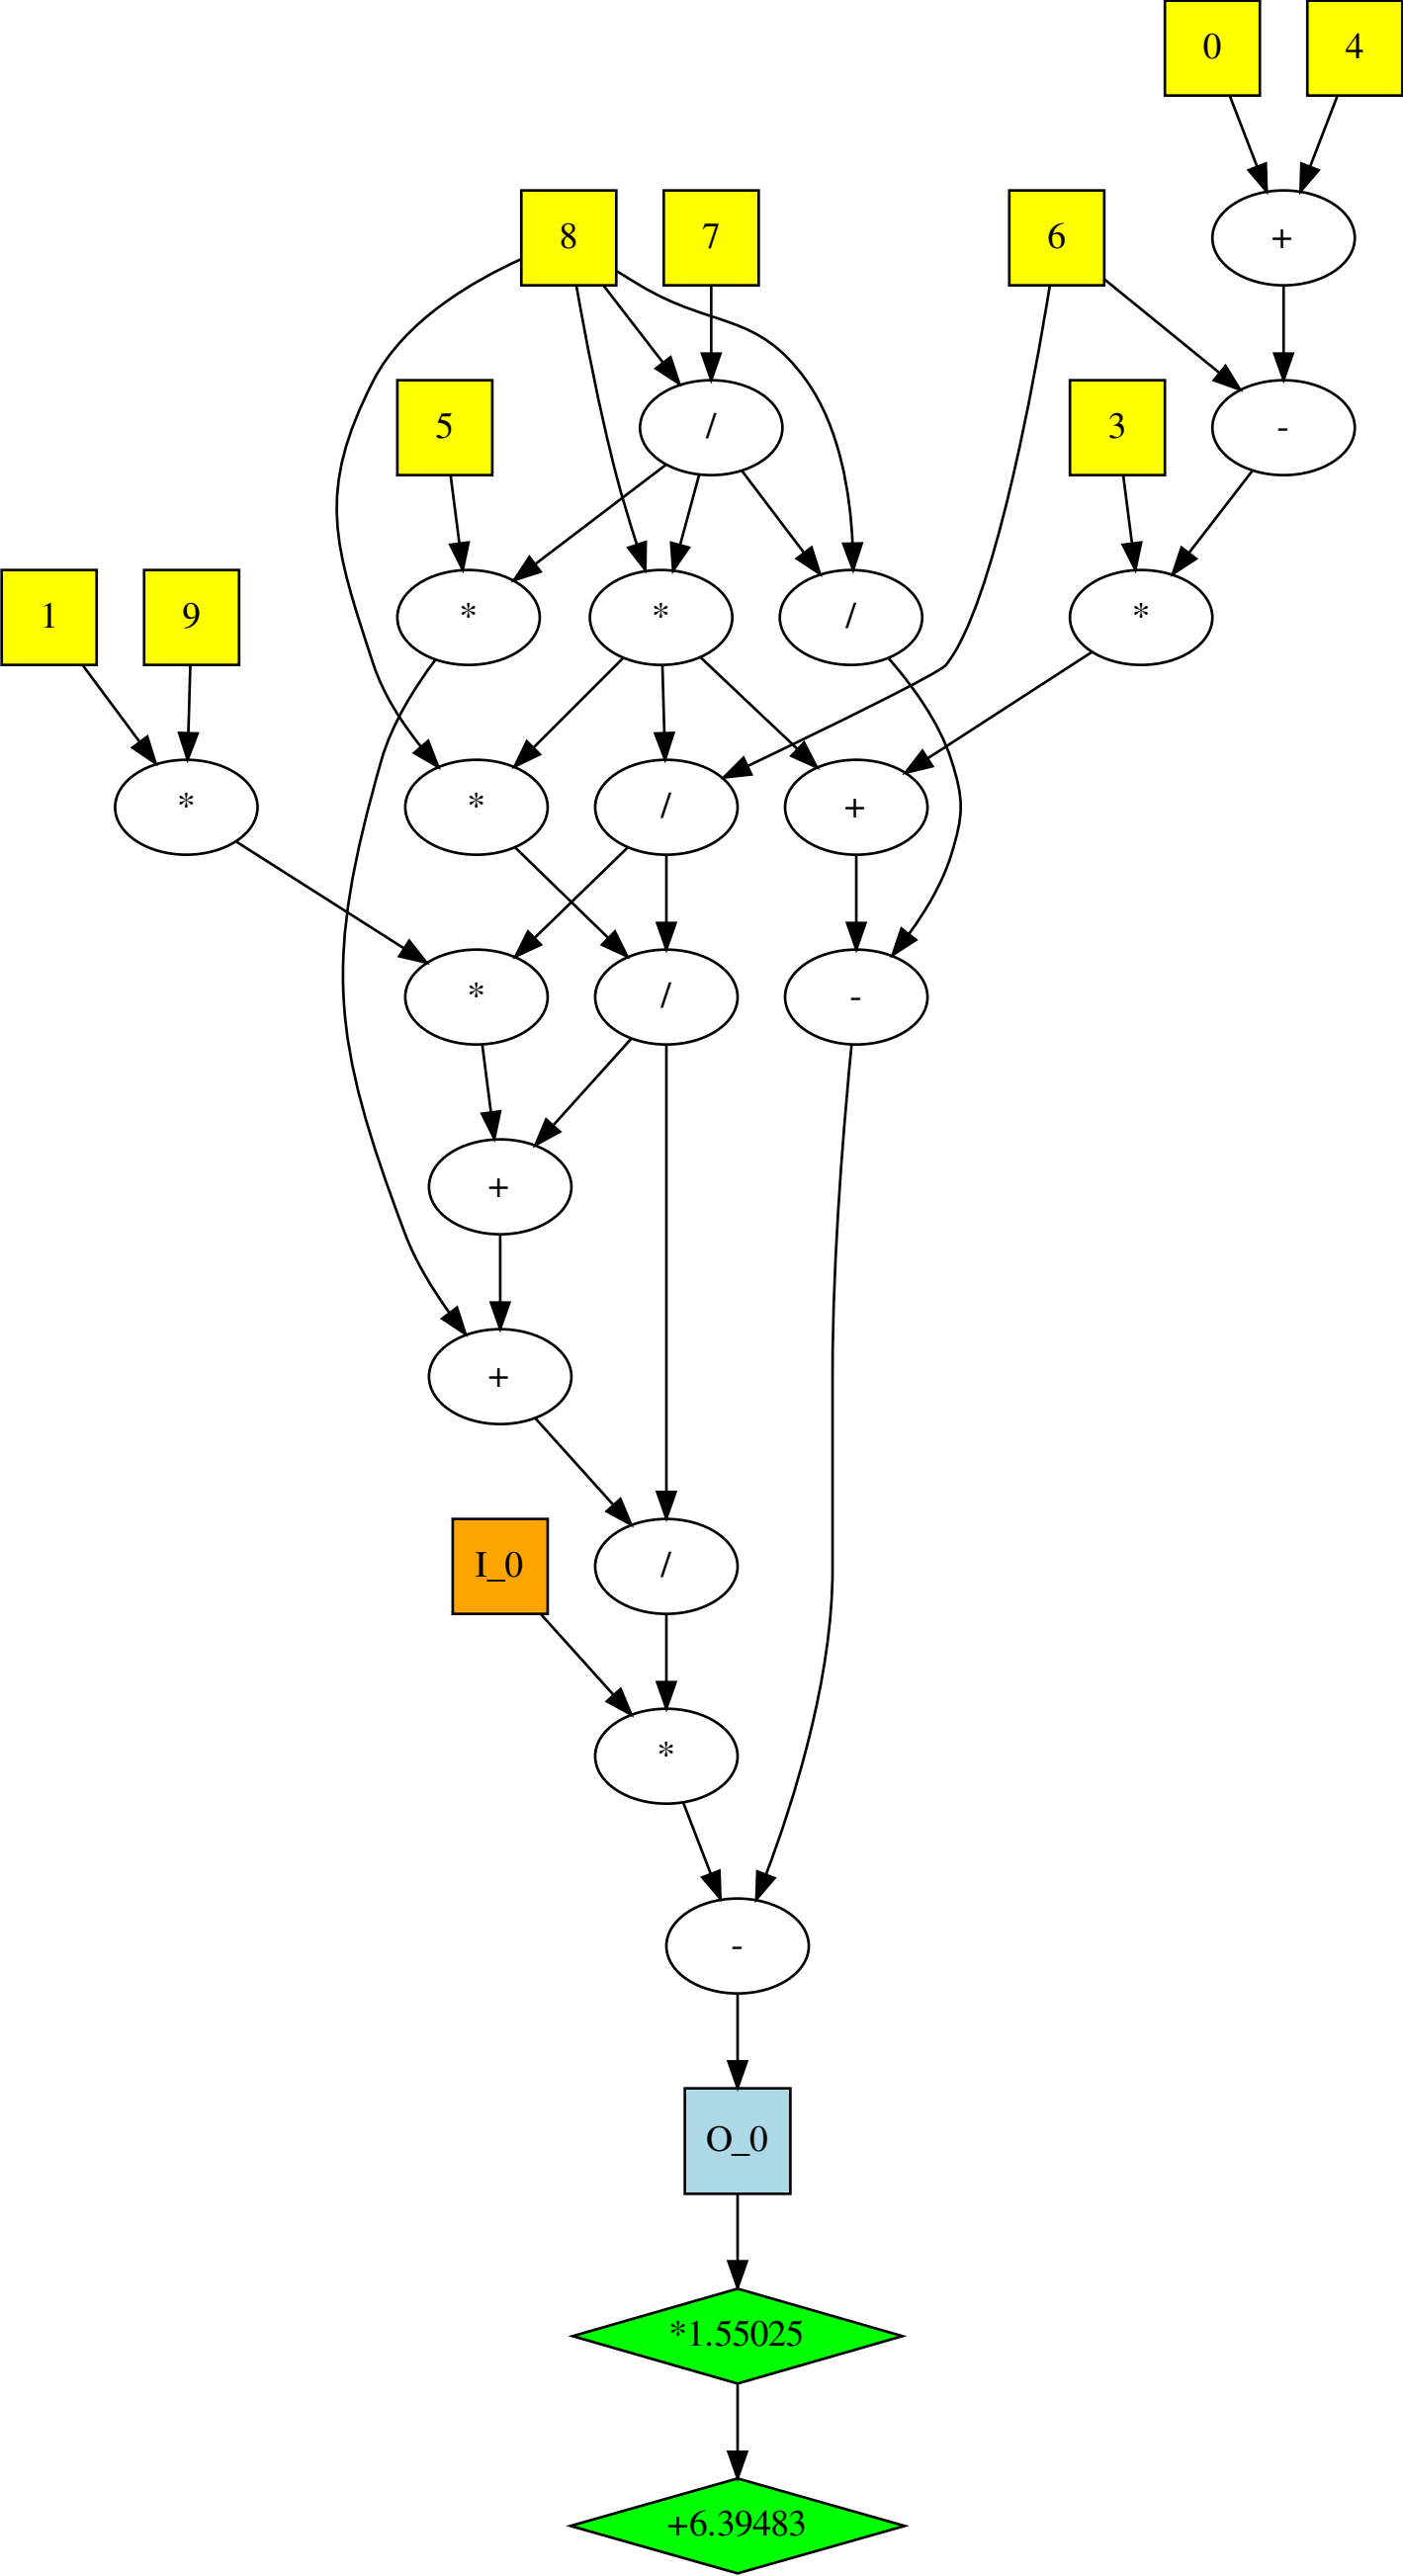 0 4
8 7 6 +
5 / 3 -
1 9 * * / *
* * / +
* / -
+
+
I_0 /
*
-
O_0
*1.55025
+6.39483